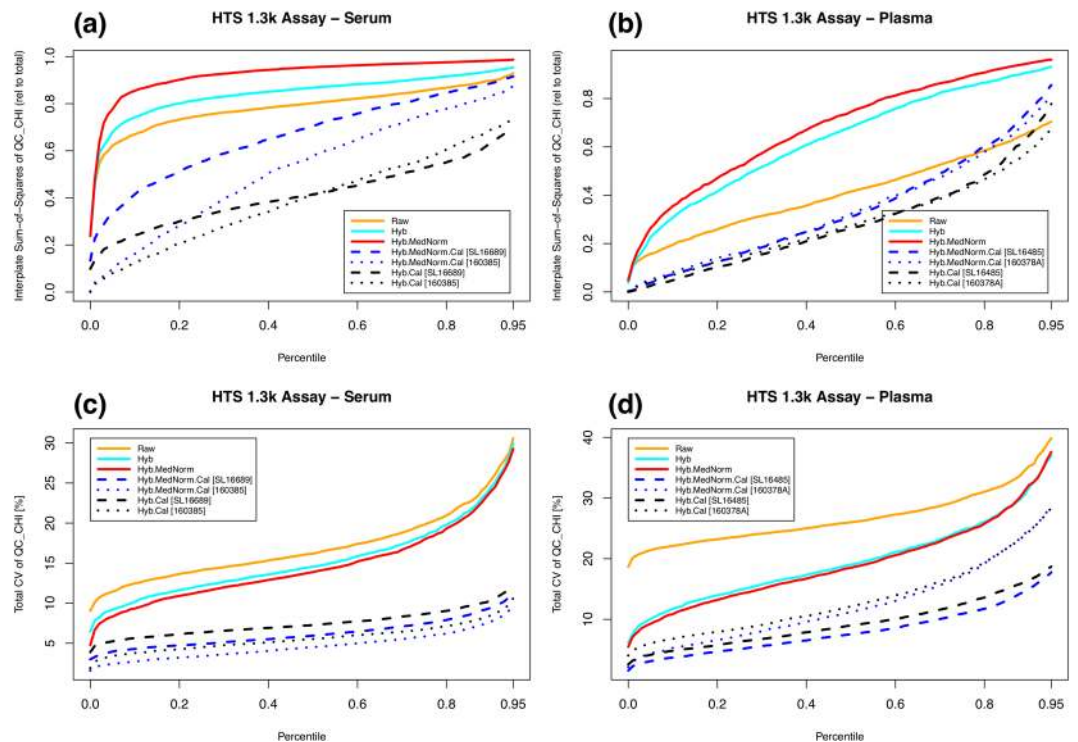 (a)
HTS 1.3k Assay – Serum
Interplate Sum−of−Squares of QC_CHI (rel to total)
1.0
0.8
0.6
0.4
0.2
0.0
Raw
Hyb
Hyb.MedNorm
Hyb.MedNorm.Cal [SL16689]
Hyb.MedNorm.Cal [160385]
Hyb.Cal [SL16689]
Hyb.Cal [160385]
0.0 0.2 0.4 0.6 0.8 0.95
Percentile
(b)
HTS 1.3k Assay – Plasma
Interplate Sum−of−Squares of QC_CHI (rel to total)
0.8
0.6
0.4
0.2
0.0
Raw
Hyb
Hyb.MedNorm
Hyb.MedNorm.Cal [SL16485]
Hyb.MedNorm.Cal [160378A]
Hyb.Cal [SL16485]
Hyb.Cal [160378A]
0.0 0.2 0.4 0.6 0.8 0.95
Percentile
(c)
HTS 1.3k Assay – Serum
Total CV of QC_CHI [%]
30
25
20
15
10
5
Raw
Hyb
Hyb.MedNorm
Hyb.MedNorm.Cal [SL16689]
Hyb.MedNorm.Cal [160385]
Hyb.Cal [SL16689]
Hyb.Cal [160385]
0.0 0.2 0.4 0.6 0.8 0.95
Percentile
(d)
HTS 1.3k Assay – Plasma
Total CV of QC_CHI [%]
40
30
20
10
Raw
Hyb
Hyb.MedNorm
Hyb.MedNorm.Cal [SL16485]
Hyb.MedNorm.Cal [160378A]
Hyb.Cal [SL16485]
Hyb.Cal [160378A]
0.0 0.2 0.4 0.6 0.8 0.95
Percentile